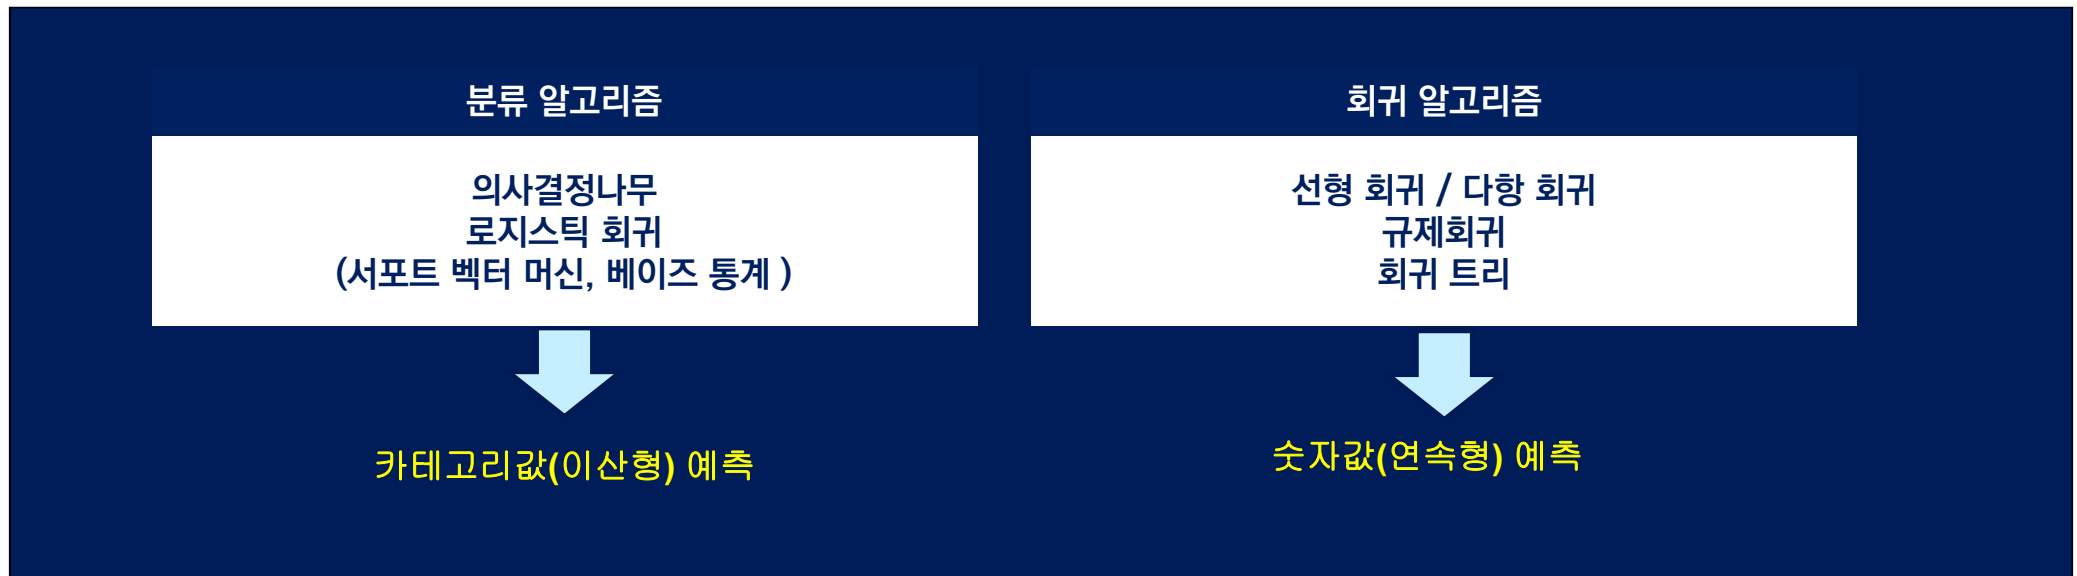 분류 알고리즘
의사결정나무
로지스틱 회귀
(서포트 벡터 머신, 베이즈 통계 )
카테고리값(이산형) 예측
회귀 알고리즘
선형 회귀 / 다항 회귀
규제회귀
회귀 트리
숫자값(연속형) 예측